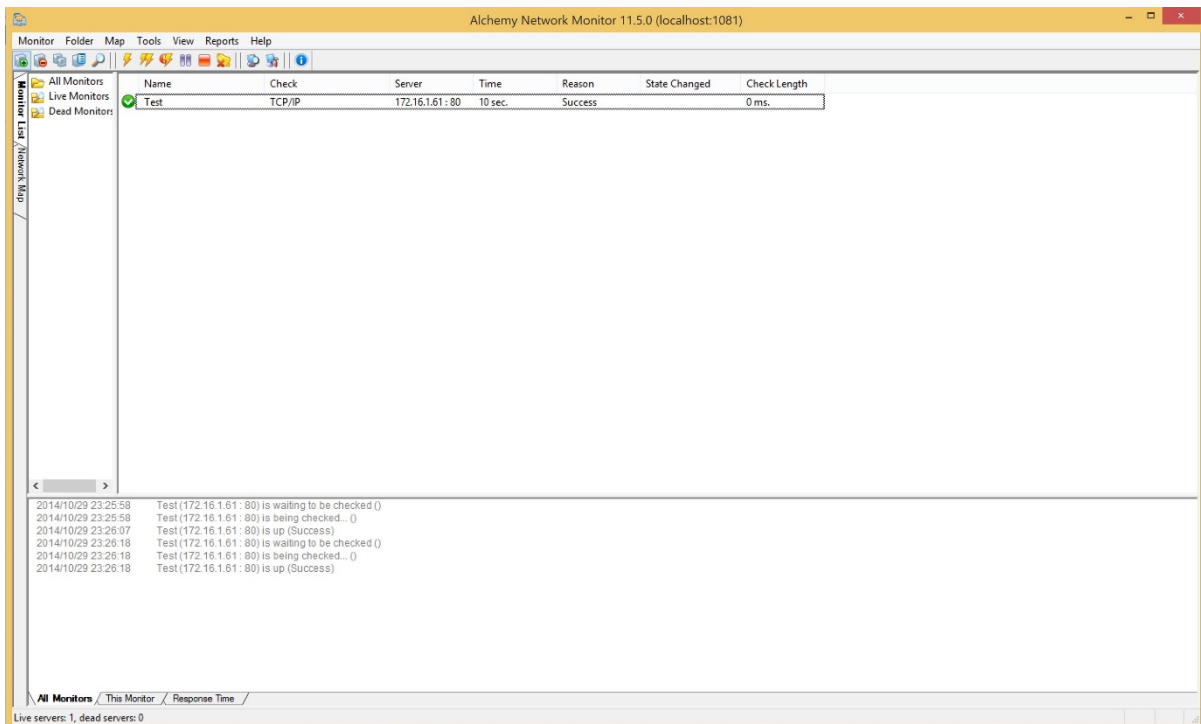 Alchemy Network Monitor 11.5.0 (localhost:1081)
Monitor Folder Map Tools View Reports Help
Monitor List
Network Map
All Monitors
Live Monitors
Dead Monitors
Name Check Server Time Reason State Changed Check Length
Test TCP/IP 172.16.1.61 : 80 10 sec. Success 0 ms.
2014/10/29 23:25:58 Test (172.16.1.61 : 80) is waiting to be checked ()
2014/10/29 23:25:58 Test (172.16.1.61 : 80) is being checked... ()
2014/10/29 23:26:07 Test (172.16.1.61 : 80) is up (Success)
2014/10/29 23:26:18 Test (172.16.1.61 : 80) is waiting to be checked ()
2014/10/29 23:26:18 Test (172.16.1.61 : 80) is being checked... ()
2014/10/29 23:26:18 Test (172.16.1.61 : 80) is up (Success)
All Monitors This Monitor Response Time
Live servers: 1, dead servers: 0